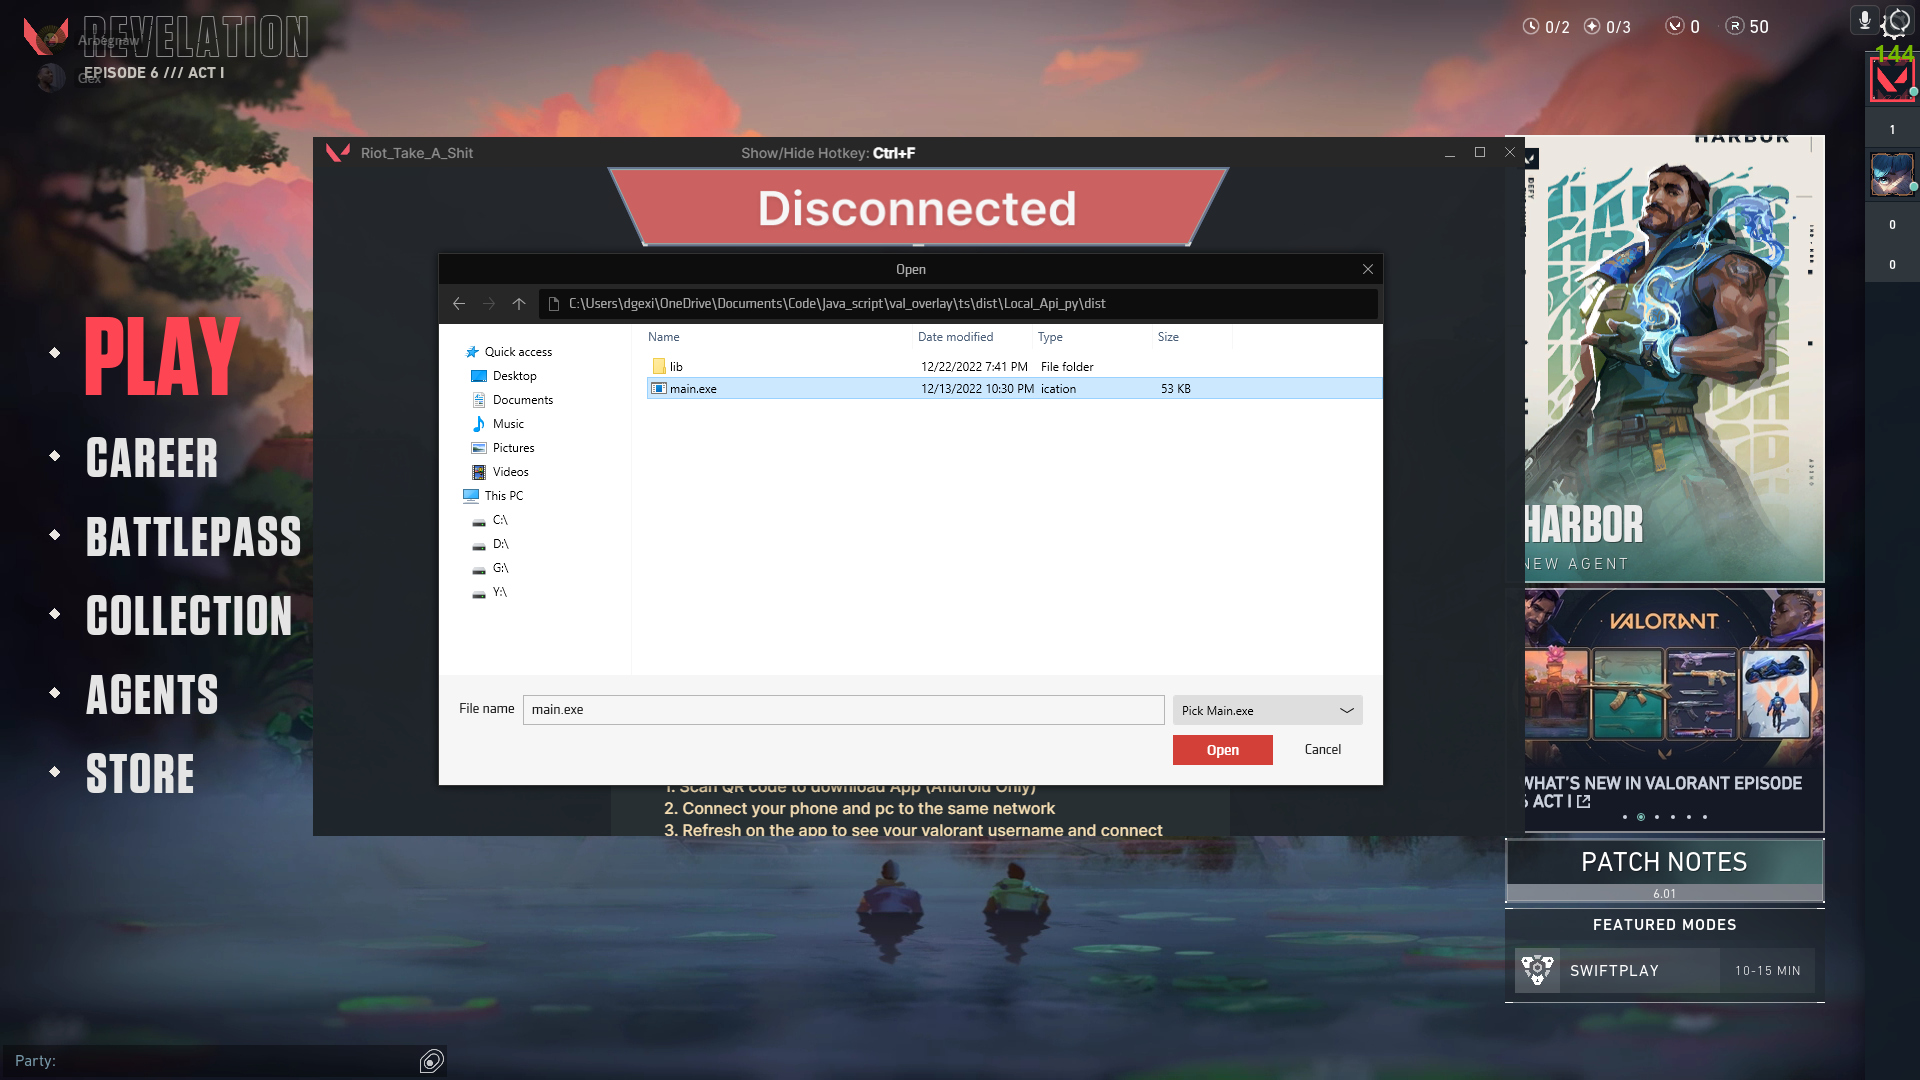 REVELATION
Arbegnaw
EPISODE 6 /// ACT I
Gex
0/2
0/3
0
50
144
1
0
0
PLAY
CAREER
BATTLEPASS
COLLECTION
AGENTS
STORE
Riot_Take_A_Shit
Show/Hide Hotkey: Ctrl+F
Disconnected
Open
C:\Users\dgexi\OneDrive\Documents\Code\Java_script\val_overlay\ts\dist\Local_Api_py\dist
Name
Date modified
Type
Size
Quick access
Desktop
Documents
Music
Pictures
Videos
This PC
C:\
D:\
G:\
Y:\
lib
12/22/2022 7:41 PM
File folder
main.exe
12/13/2022 10:30 PM
ication
53 KB
File name
main.exe
Pick Main.exe
Open
Cancel
1. Scan QR code to download App (Android Only)
2. Connect your phone and pc to the same network
3. Refresh on the app to see your valorant username and connect
HARBOR
DEFY
HARBOR
NEW AGENT
VALORANT
WHAT'S NEW IN VALORANT EPISODE
6 ACT I
PATCH NOTES
6.01
FEATURED MODES
SWIFTPLAY
10-15 MIN
Party: